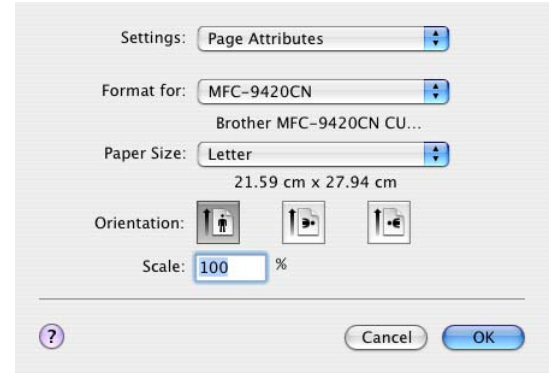 Settings: Page Attributes
Format for: MFC-9420CN
Brother MFC-9420CN CU...
Paper Size: Letter
21.59 cm x 27.94 cm
Orientation:
Scale: 100 %
? Cancel OK